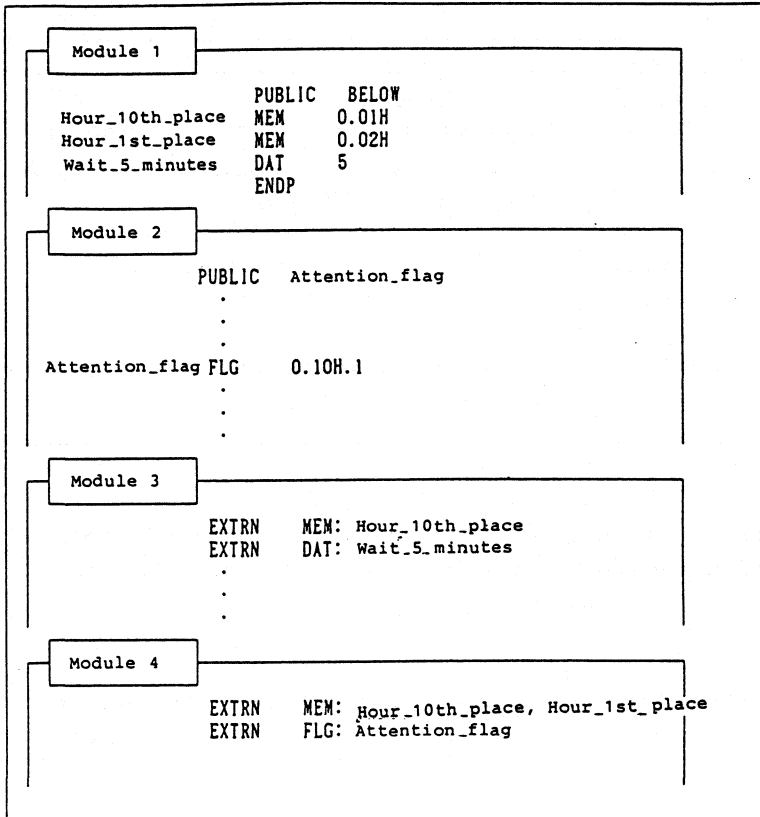 Module 1
PUBLIC BELOW
Hour_10th_place MEM 0.01H
Hour_1st_place MEM 0.02H
Wait_5_minutes DAT 5
ENDP
Module 2
PUBLIC Attention_flag
.
.
.
Attention_flag FLG 0.10H.1
.
.
.
Module 3
EXTRN MEM: Hour_10th_place
EXTRN DAT: Wait_5_minutes
.
.
.
Module 4
EXTRN MEM: Hour_10th_place, Hour_1st_place
EXTRN FLG: Attention_flag